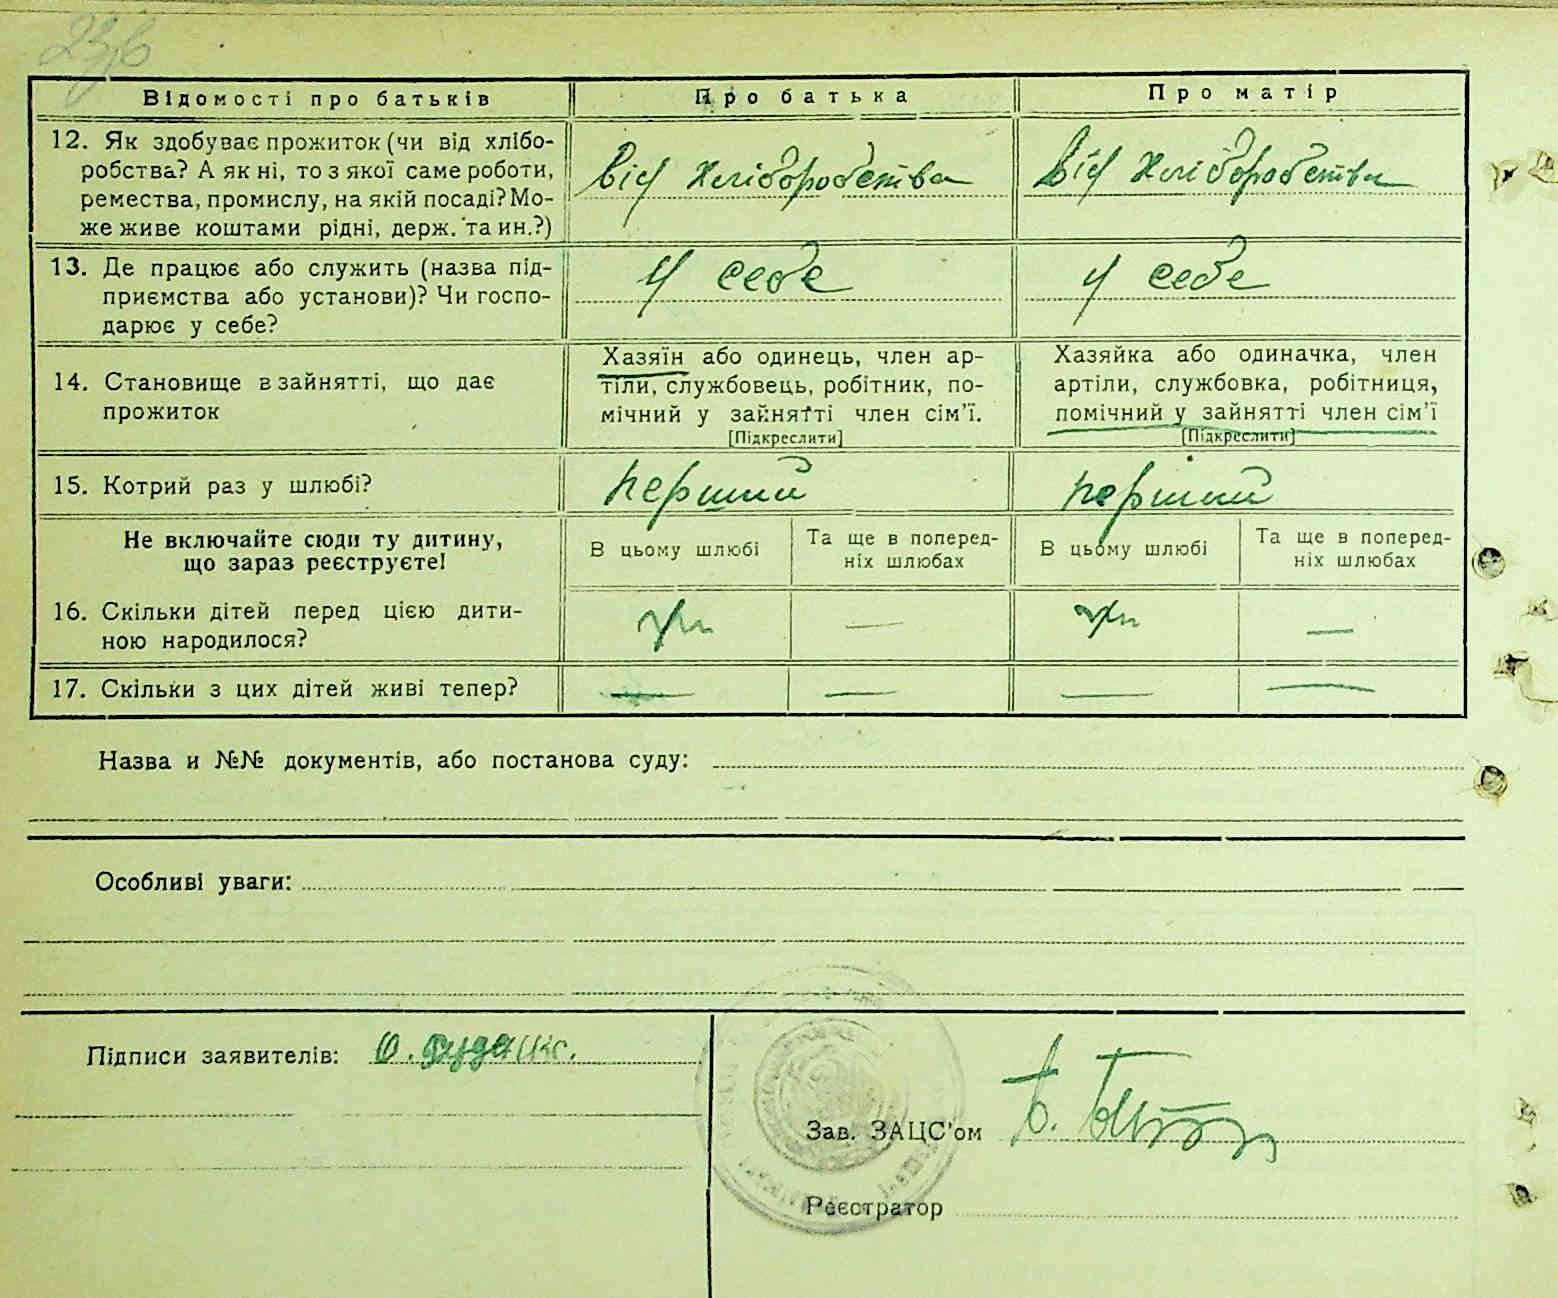 Відомості про батьків
Про батька
Про матір
12. Як здобуває прожиток (чи від хлібо-
робства? А як ні, то з якої саме роботи,
ремества, промислу, на якій посаді? Мо-
же живе коштами рідні, держ. та ин.?)
Від хліборобства
Від хліборобства
13. Де працює або служить (назва під-
приємства або установи)? Чи госпо-
дарює у себе?
У себе
У себе
14. Становище в зайнятті, що дає
прожиток
Хазяїн або одинець, член ар-
тіли, службовець, робітник, по-
мічний у зайнятті член сім'ї.
[Підкреслити]
Хазяйка або одиначка, член
артіли, службовка, робітниця,
помічний у зайнятті член сім'ї
[Підкреслити]
15. Котрий раз у шлюбі?
перший
перший
Не включайте сюди ту дитину,
що зараз реєструєте!
В цьому шлюбі
Та ще в поперед-
ніх шлюбах
В цьому шлюбі
Та ще в поперед-
ніх шлюбах
16. Скільки дітей перед цією дити-
ною народилося?
—
—
17. Скільки з цих дітей живі тепер?
— — — —
Назва и №№ документів, або постанова суду:
Особливі уваги:
Підписи заявителів:
Зав. ЗАЦС'ом
Реєстратор